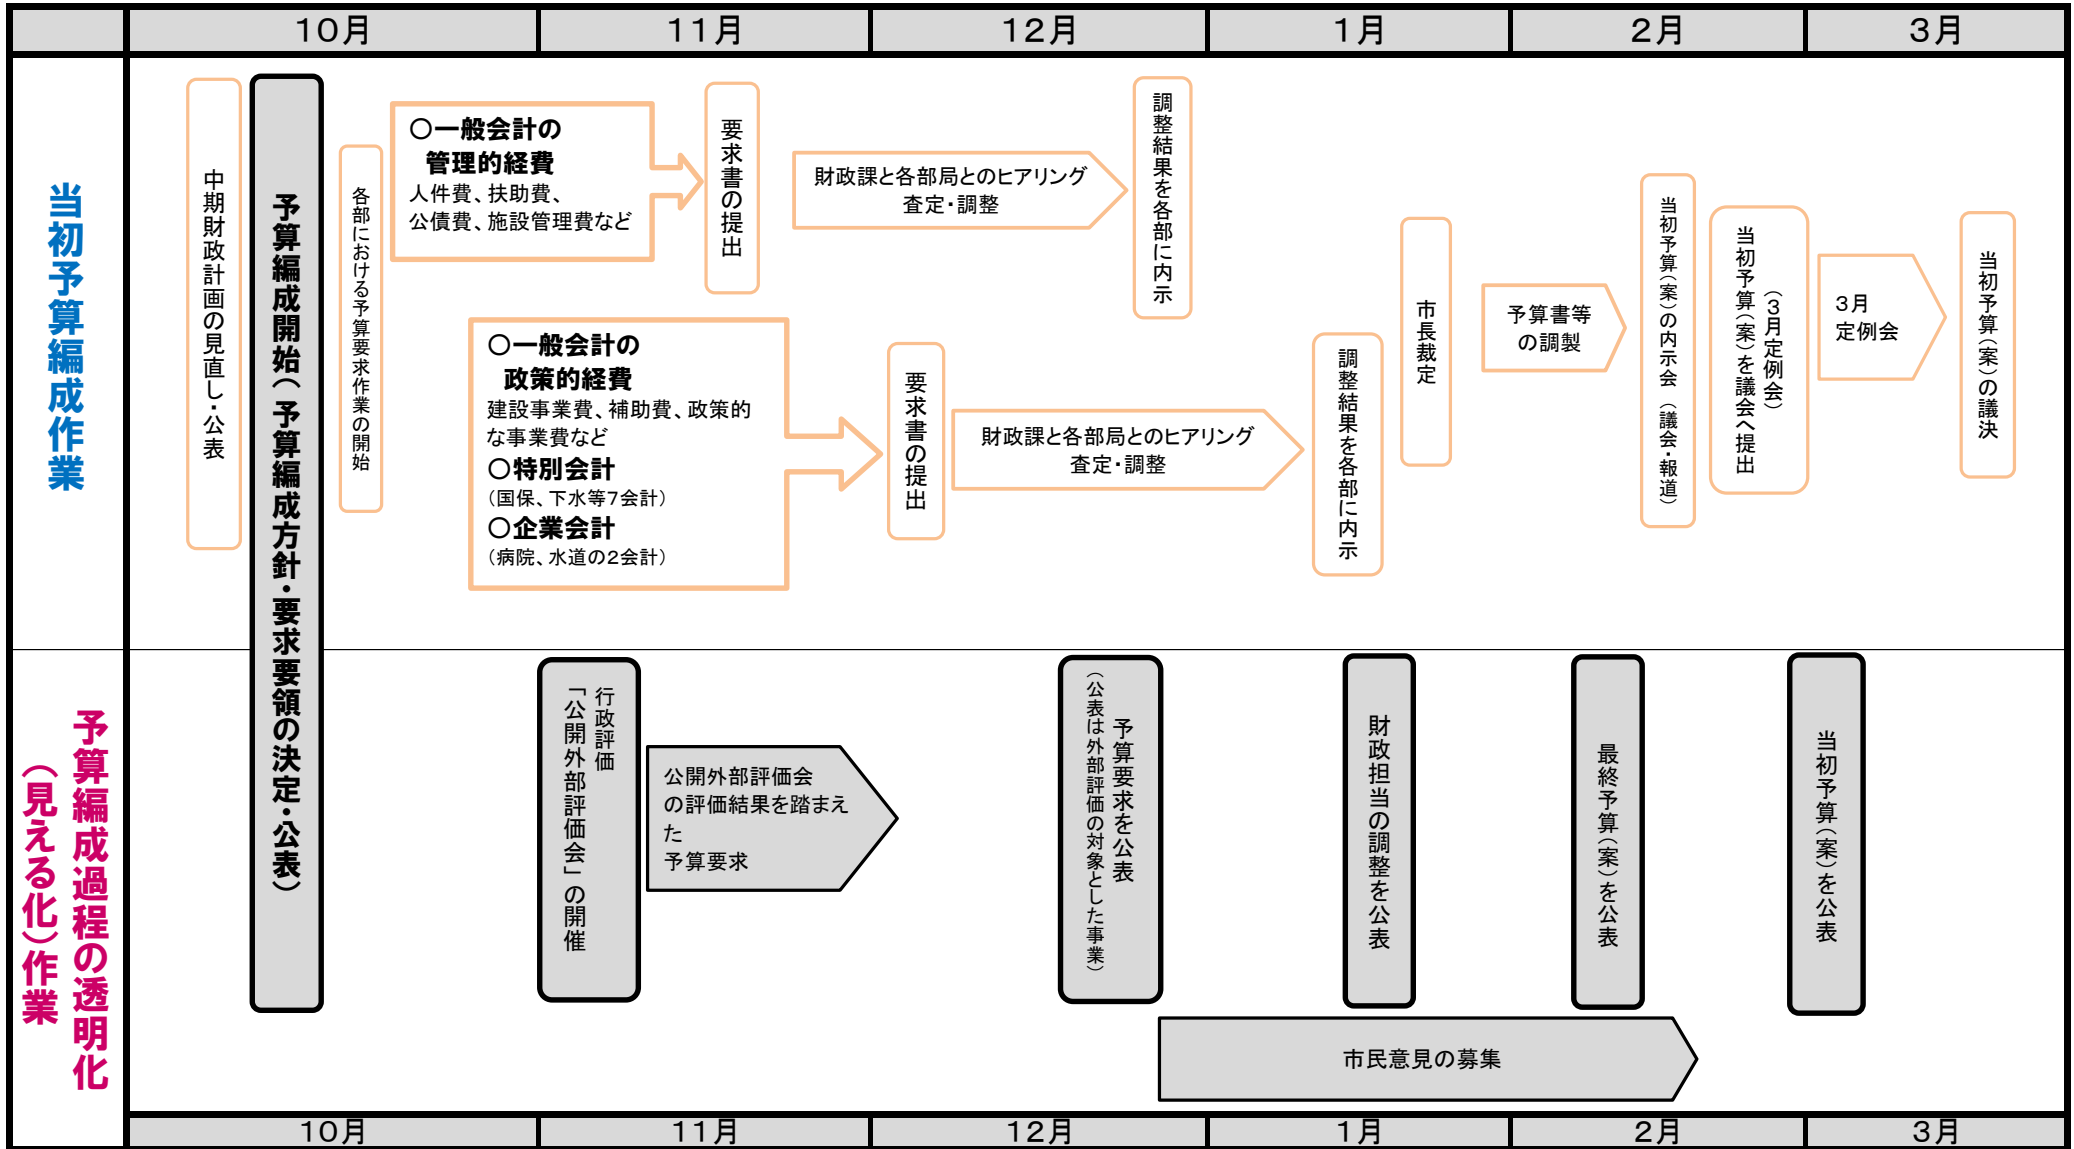 10月
11月
12月
1月
2月
3月
当初予算編成作業
中期財政計画の見直し・公表
予算編成開始(予算編成方針・要求要領の決定・公表)
各部における予算要求作業の開始
○一般会計の
管理的経費
人件費、扶助費、
公債費、施設管理費など
要求書の提出
財政課と各部局とのヒアリング
査定・調整
調整結果を各部に内示
○一般会計の
政策的経費
建設事業費、補助費、政策的
な事業費など
○特別会計
(国保、下水等7会計)
○企業会計
(病院、水道の2会計)
要求書の提出
財政課と各部局とのヒアリング
査定・調整
調整結果を各部に内示
市長裁定
予算書等
の調製
当初予算(案)の内示会 (議会・報道)
(3月定例会)
当初予算(案)を議会へ提出
3月
定例会
当初予算(案)の議決
予算編成過程の透明化
(見える化)作業
行政評価
「公開外部評価会」の開催
公開外部評価会
の評価結果を踏まえ
た
予算要求
予算要求を公表
(公表は外部評価の対象とした事業)
財政担当の調整を公表
最終予算(案)を公表
当初予算(案)を公表
市民意見の募集
10月
11月
12月
1月
2月
3月